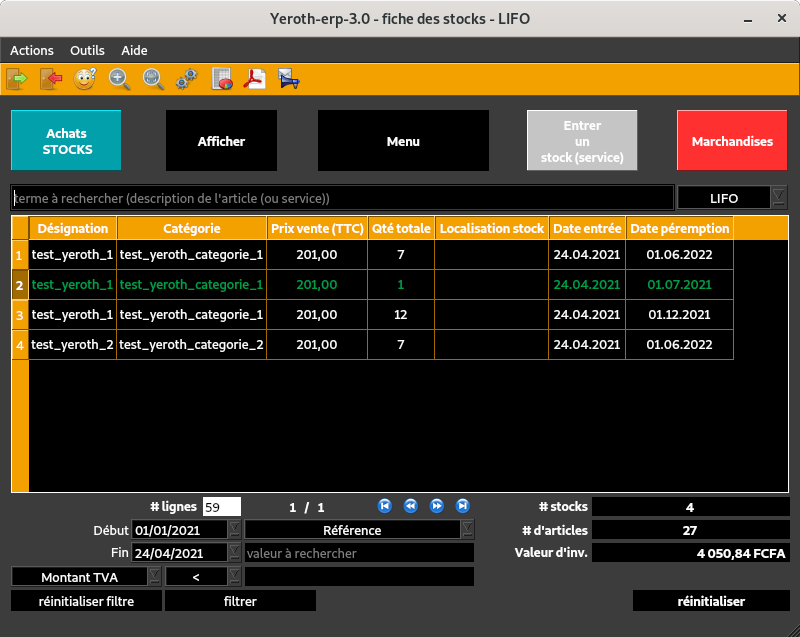 Yeroth-erp-3.0 - fiche des stocks - LIFO
Actions Outils Aide
Achats
STOCKS
Afficher
Menu
Entrer
un
stock (service)
Marchandises
terme à rechercher (description de l'article (ou service))
LIFO
Désignation Catégorie Prix vente (TTC) Qté totale Localisation stock Date entrée Date péremption
1 test_yeroth_1 test_yeroth_categorie_1 201,00 7 24.04.2021 01.06.2022
2 test_yeroth_1 test_yeroth_categorie_1 201,00 1 24.04.2021 01.07.2021
3 test_yeroth_1 test_yeroth_categorie_1 201,00 12 24.04.2021 01.12.2021
4 test_yeroth_2 test_yeroth_categorie_2 201,00 7 24.04.2021 01.06.2022
# lignes 59 1 / 1 # stocks 4
Début 01/01/2021 Référence # d'articles 27
Fin 24/04/2021 valeur à rechercher Valeur d'inv. 4 050,84 FCFA
Montant TVA <
réinitialiser filtre filtrer réinitialiser